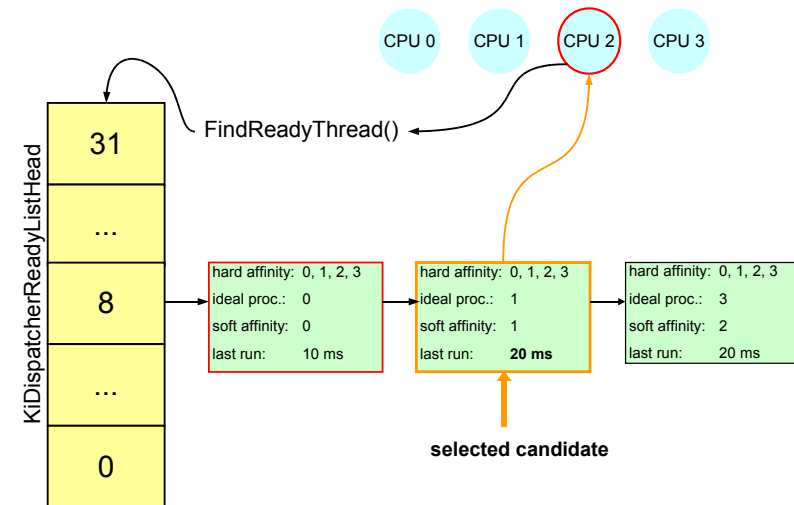 CPU 0
CPU 1
CPU 2
CPU 3
FindReadyThread()
KiDispatcherReadyListHead
31
...
8
...
0
hard affinity: 0, 1, 2, 3
ideal proc.: 0
soft affinity: 0
last run: 10 ms
hard affinity: 0, 1, 2, 3
ideal proc.: 1
soft affinity: 1
last run: 20 ms
hard affinity: 0, 1, 2, 3
ideal proc.: 3
soft affinity: 2
last run: 20 ms
selected candidate